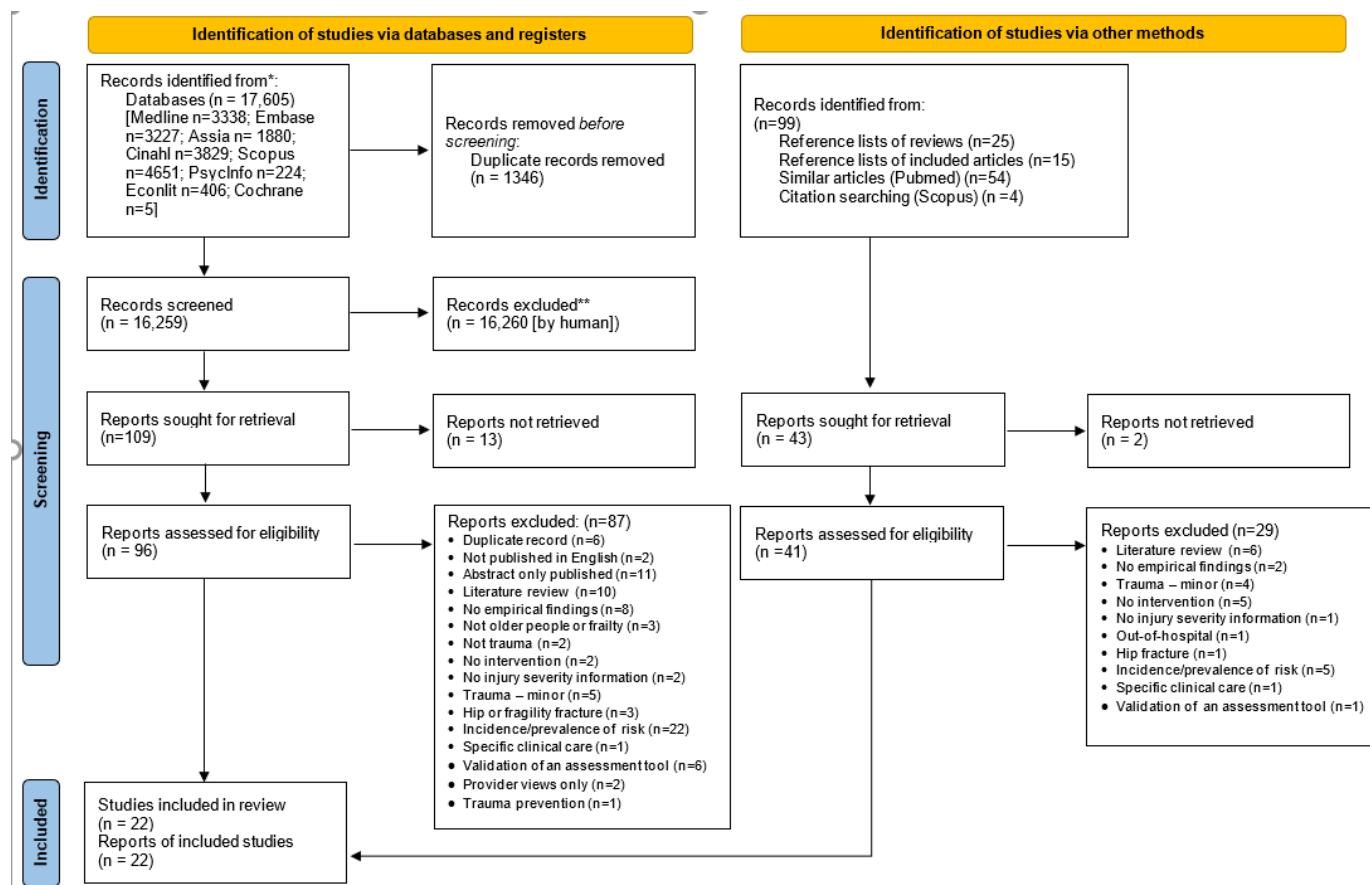 Identification of studies via databases and registers
Identification of studies via other methods
Identification
Records identified from*:
Databases (n = 17,605)
[Medline n=3338; Embase
n=3227; Assia n= 1880;
Cinahl n=3829; Scopus
n=4651; PsycInfo n=224;
Econlit n=406; Cochrane
n=5]
Records removed before
screening:
Duplicate records removed
(n = 1346)
Records identified from:
(n=99)
Reference lists of reviews (n=25)
Reference lists of included articles (n=15)
Similar articles (Pubmed) (n=54)
Citation searching (Scopus) (n =4)
Screening
Records screened
(n = 16,259)
Records excluded**
(n = 16,260 [by human])
Reports sought for retrieval
(n=109)
Reports not retrieved
(n = 13)
Reports sought for retrieval
(n = 43)
Reports not retrieved
(n = 2)
Reports assessed for eligibility
(n = 96)
Reports excluded: (n=87)
• Duplicate record (n=6)
• Not published in English (n=2)
• Abstract only published (n=11)
• Literature review (n=10)
• No empirical findings (n=8)
• Not older people or frailty (n=3)
• Not trauma (n=2)
• No intervention (n=2)
• No injury severity information (n=2)
• Trauma – minor (n=5)
• Hip or fragility fracture (n=3)
• Incidence/prevalence of risk (n=22)
• Specific clinical care (n=1)
• Validation of an assessment tool (n=6)
• Provider views only (n=2)
• Trauma prevention (n=1)
Reports assessed for eligibility
(n =41)
Reports excluded (n=29)
• Literature review (n=6)
• No empirical findings (n=2)
• Trauma – minor (n=4)
• No intervention (n=5)
• No injury severity information (n=1)
• Out-of-hospital (n=1)
• Hip fracture (n=1)
• Incidence/prevalence of risk (n=5)
• Specific clinical care (n=1)
• Validation of an assessment tool (n=1)
Included
Studies included in review
(n = 22)
Reports of included studies
(n = 22)